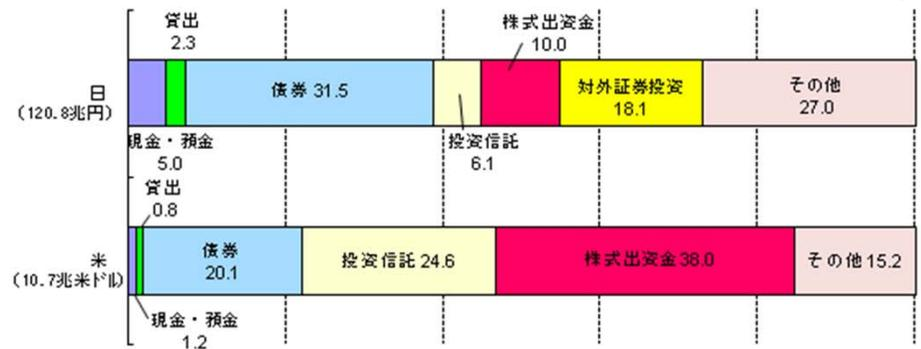 貸出
2.3
株式出資金
10.0
日
(120.8兆円)
債券 31.5
対外証券投資
18.1
その他
27.0
現金・預金
5.0
投資信託
6.1
貸出
0.8
米
(10.7兆米ドル)
債券
20.1
投資信託 24.6
株式出資金 38.0
その他 15.2
現金・預金
1.2